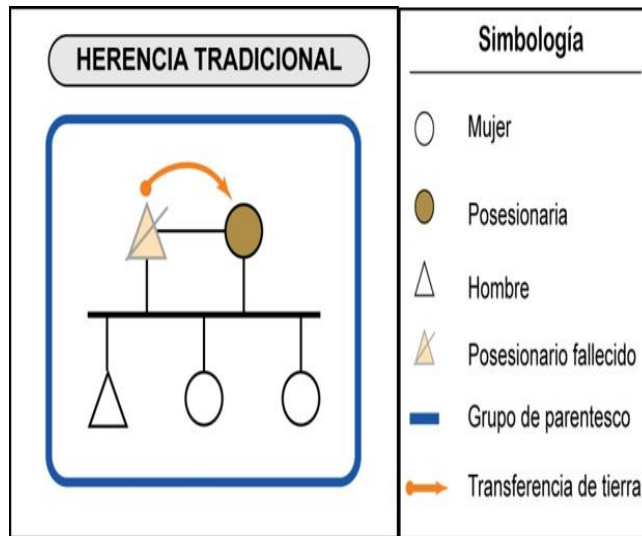 HERENCIA TRADICIONAL
Simbología
Mujer
Posesionaria
Hombre
Posesionario fallecido
Grupo de parentesco
Transferencia de tierra